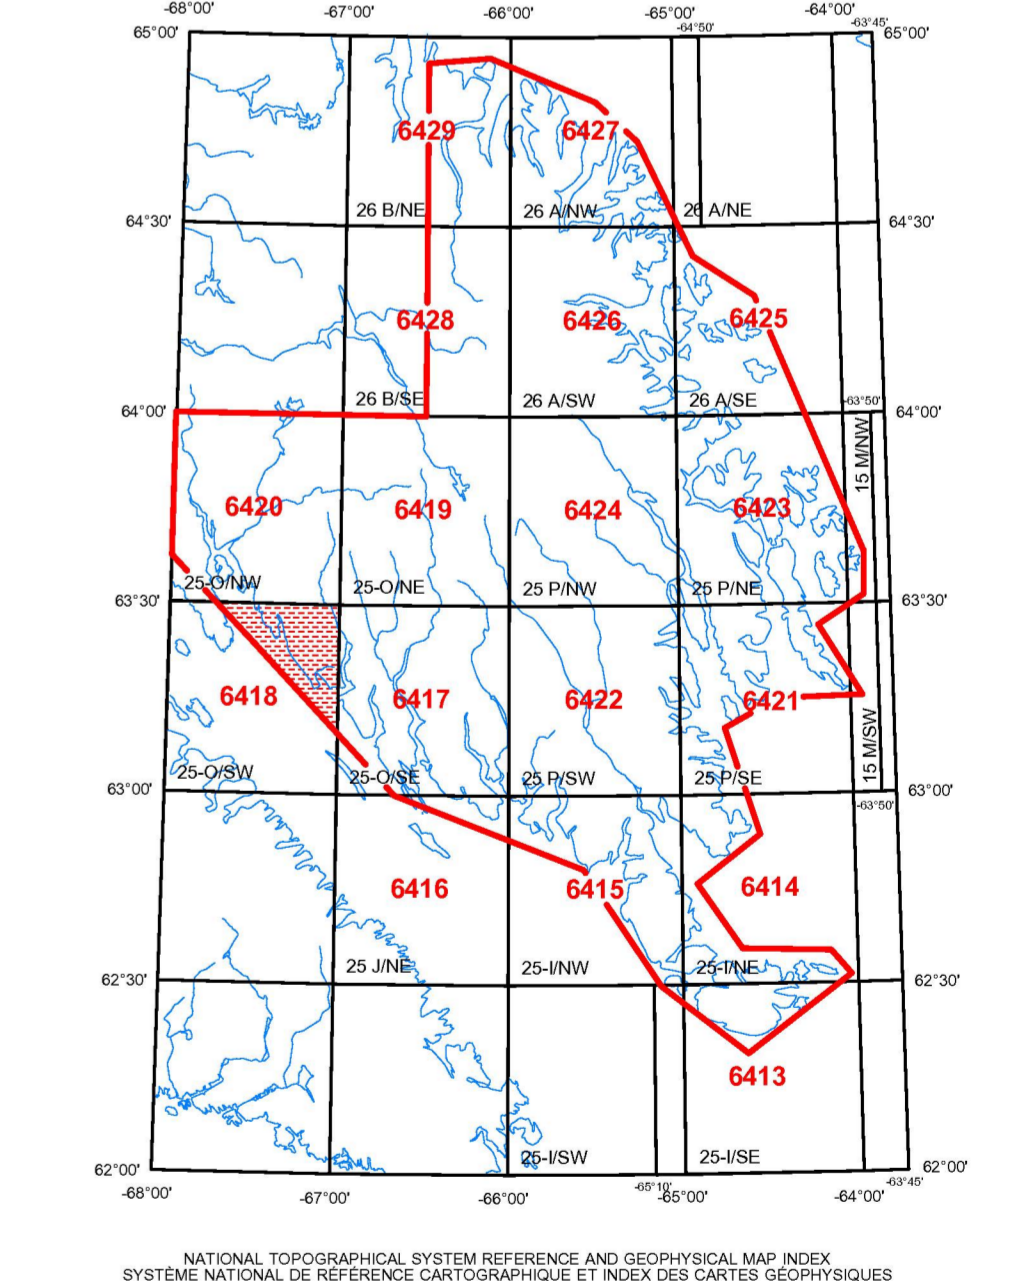 -68°00' -67°00' -66°00' -65°00' -64°00'
-64°50' -63°45'
65°00' 65°00'
6429 6427
26 B/NE 26 A/NW 26 A/NE
64°30' 64°30'
6428 6426 6425
26 B/SE 26 A/SW 26 A/SE
-63°50'
64°00' 64°00'
15 M/NW
6420 6419 6424 6423
25-O/NW 25-O/NE 25 P/NW 25 P/NE
63°30' 63°30'
6418 6417 6422 6421
15 M/SW
25-O/SW 25-O/SE 25 P/SW 25 P/SE
63°00' 63°00'
-63°50'
6416 6415 6414
25 J/NE 25-I/NW 25-I/NE
62°30' 62°30'
6413
25-I/SW 25-I/SE
62°00' 62°00'
-65°10' -63°45'
-68°00' -67°00' -66°00' -65°00' -64°00'
NATIONAL TOPOGRAPHICAL SYSTEM REFERENCE AND GEOPHYSICAL MAP INDEX
SYSTÈME NATIONAL DE RÉFÉRENCE CARTOGRAPHIQUE ET INDEX DES CARTES GÉOPHYSIQUES